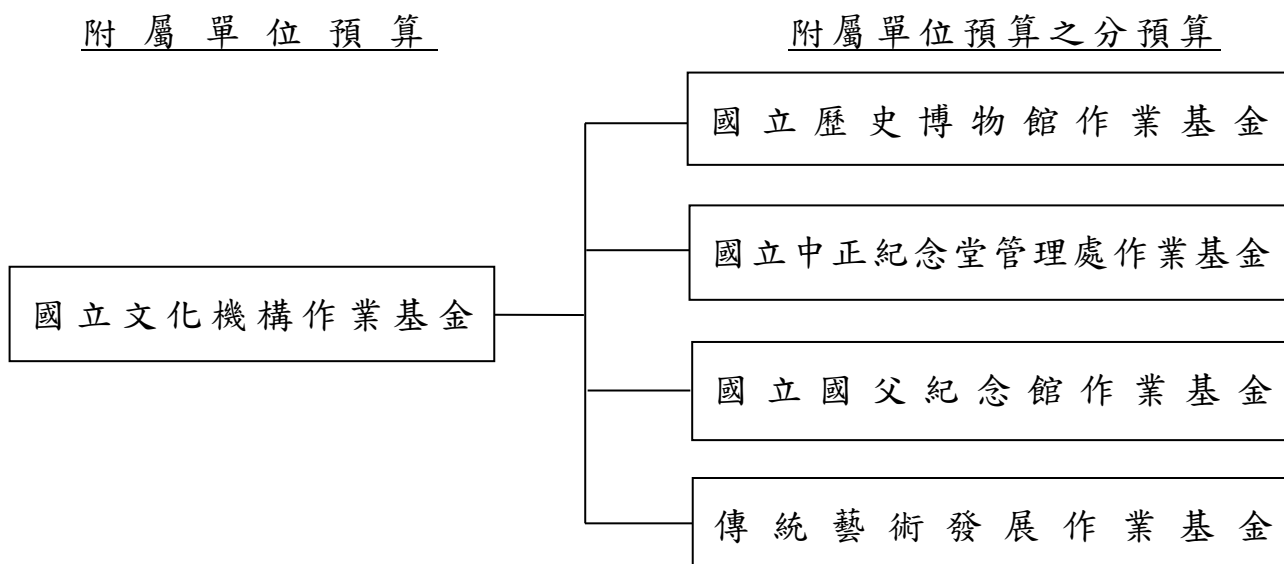 附屬單位預算
附屬單位預算之分預算
國立歷史博物館作業基金
國立中正紀念堂管理處作業基金
國立文化機構作業基金
國立國父紀念館作業基金
傳統藝術發展作業基金